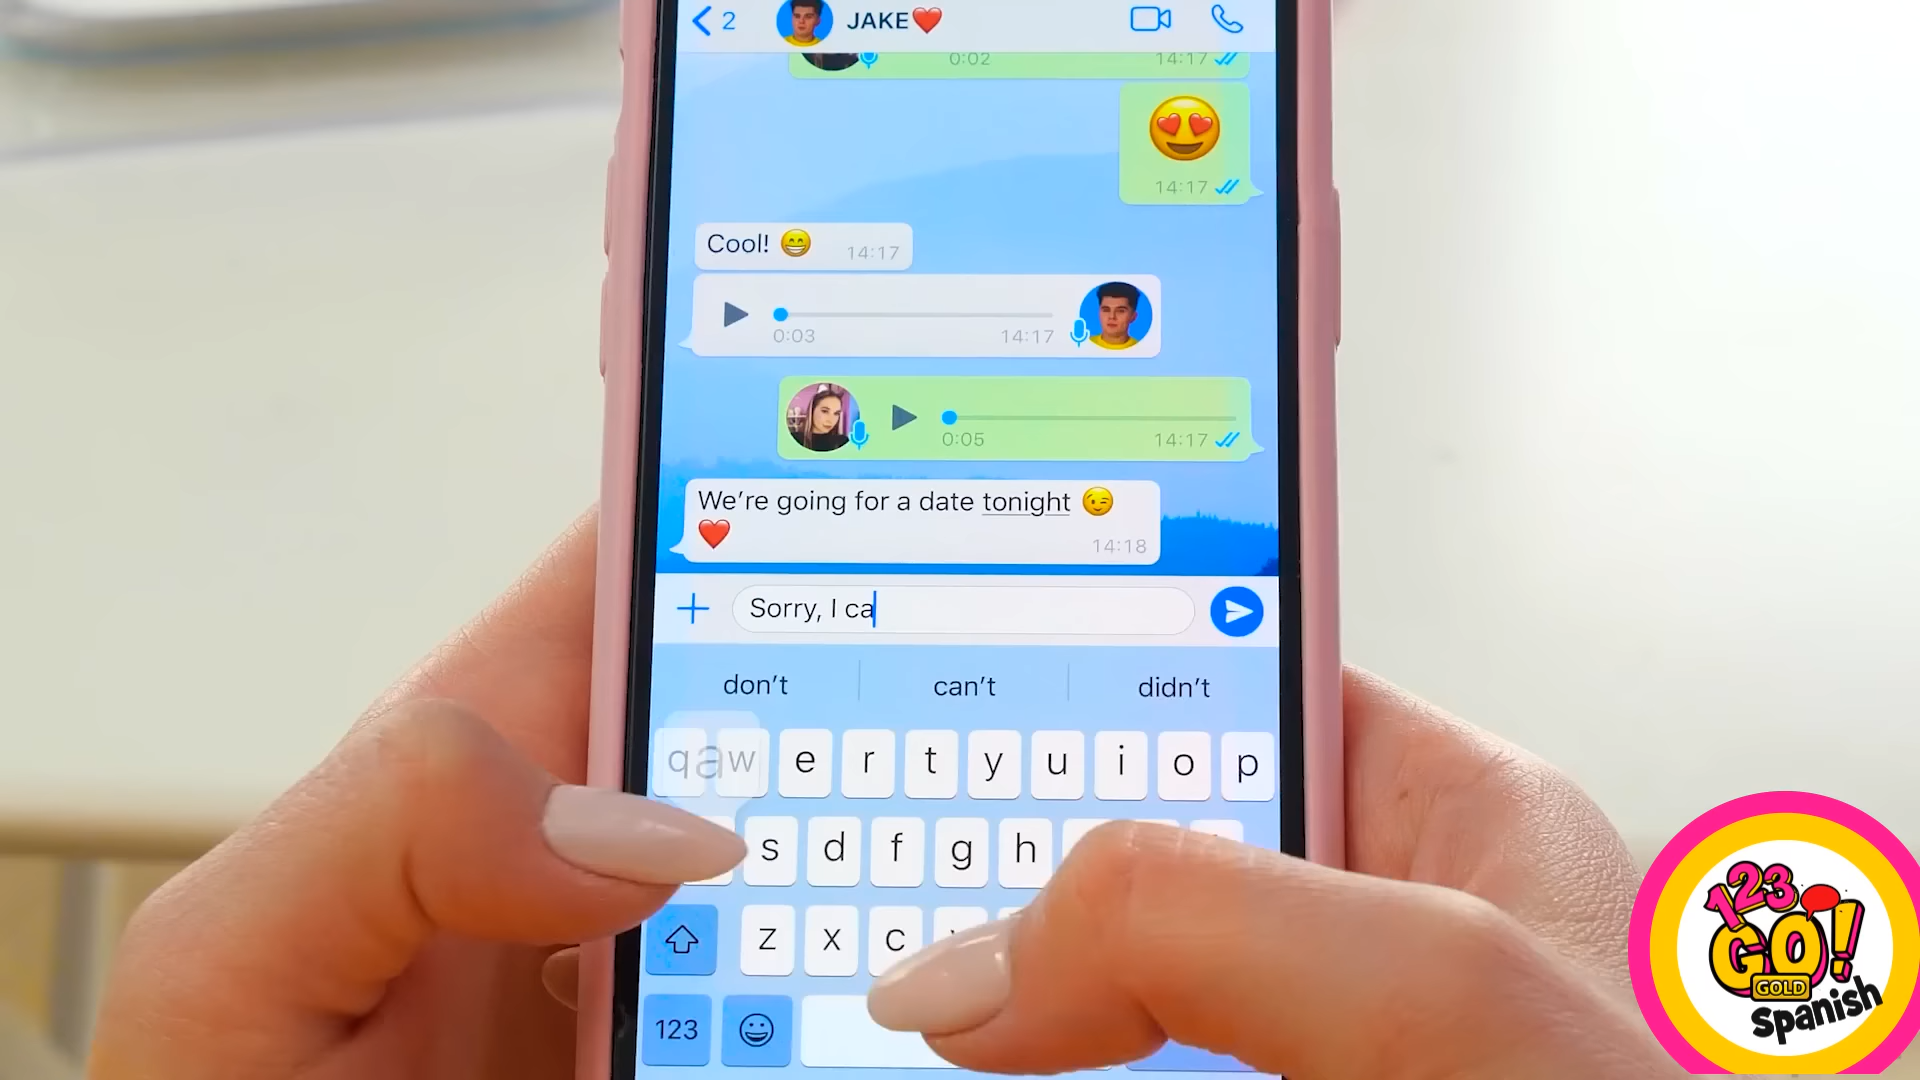 2
JAKE❤️
0:02 14:17
14:17
Cool! 😁 14:17
0:03 14:17
0:05 14:17
We're going for a date tonight 😉
❤️
14:18
Sorry, I ca
don't can't didn't
q a w e r t y u i o p
s d f g h
z x c
123
123
GO!
GOLD
Spanish